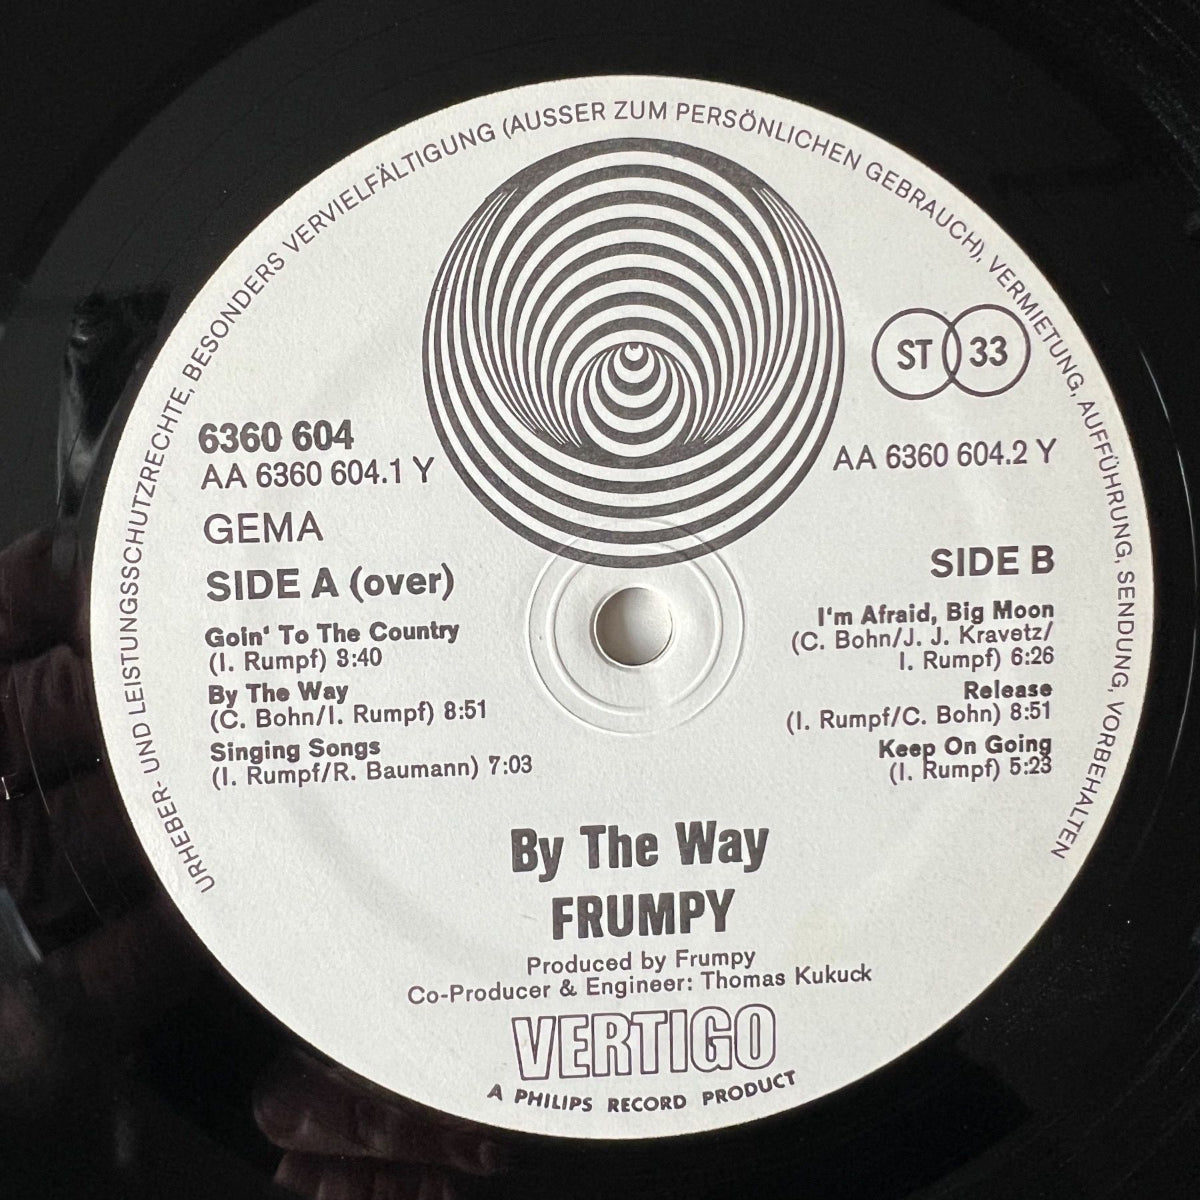 URHEBER- UND LEISTUNGSSCHUTZRECHTE, BESONDERS VERVIELFÄLTIGUNG (AUSSER ZUM PERSÖNLICHEN GEBRAUCH), VERMIETUNG, AUFFÜHRUNG, SENDUNG, VORBEHALTEN
ST 33
6360 604
AA 6360 604.1 Y
GEMA
SIDE A (over)
Goin' To The Country
(I. Rumpf) 3:40
By The Way
(C. Bohn/I. Rumpf) 8:51
Singing Songs
(I. Rumpf/R. Baumann) 7:03
AA 6360 604.2 Y
SIDE B
I'm Afraid, Big Moon
(C. Bohn/J. J. Kravetz/
I. Rumpf) 6:26
Release
(I. Rumpf/C. Bohn) 8:51
Keep On Going
(I. Rumpf) 5:23
By The Way
FRUMPY
Produced by Frumpy
Co-Producer & Engineer: Thomas Kukuck
VERTIGO
A PHILIPS RECORD PRODUCT